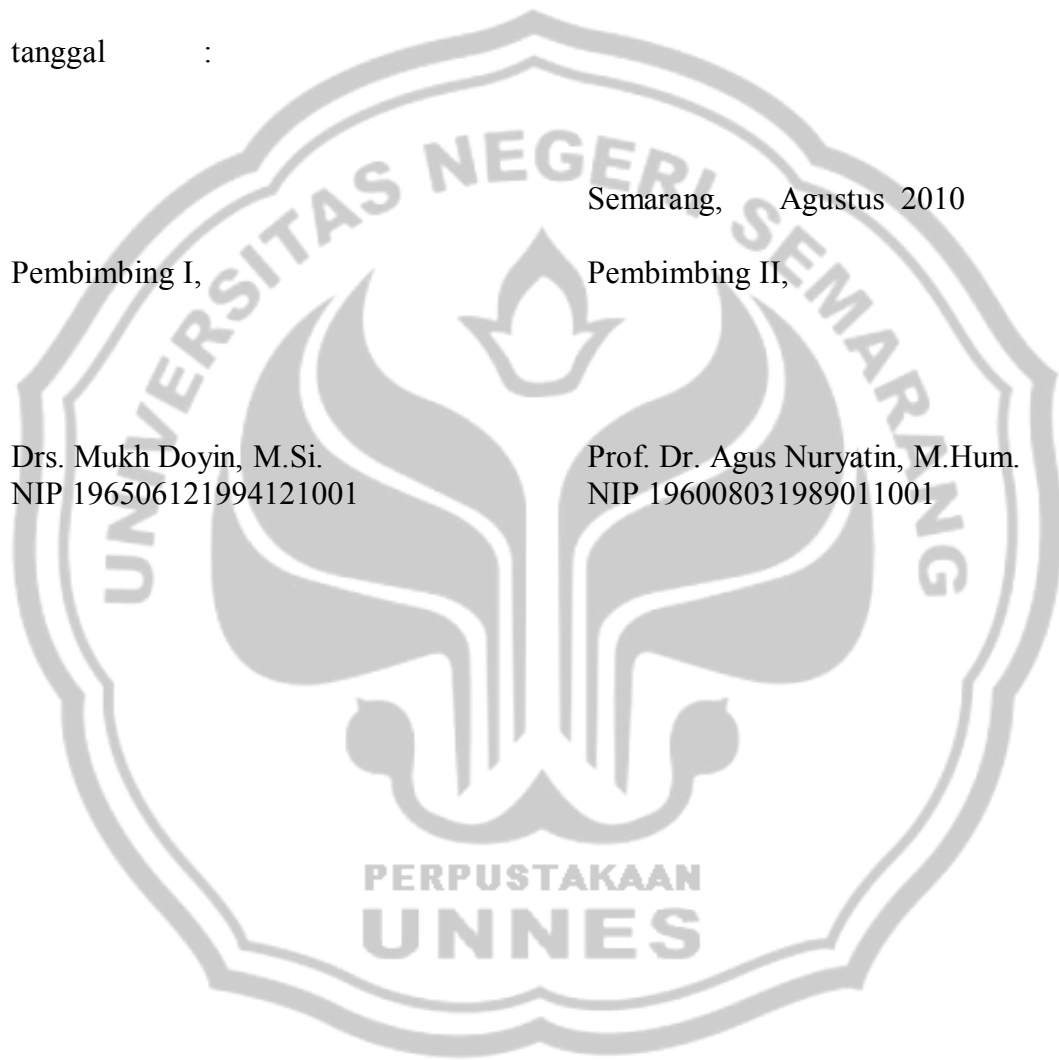 tanggal :
Semarang, Agustus 2010
Pembimbing I, Pembimbing II,
Drs. Mukh Doyin, M.Si. Prof. Dr. Agus Nuryatin, M.Hum.
NIP 196506121994121001 NIP 196008031989011001
UNIVERSITAS NEGERI SEMARANG
PERPUSTAKAAN
UNNES